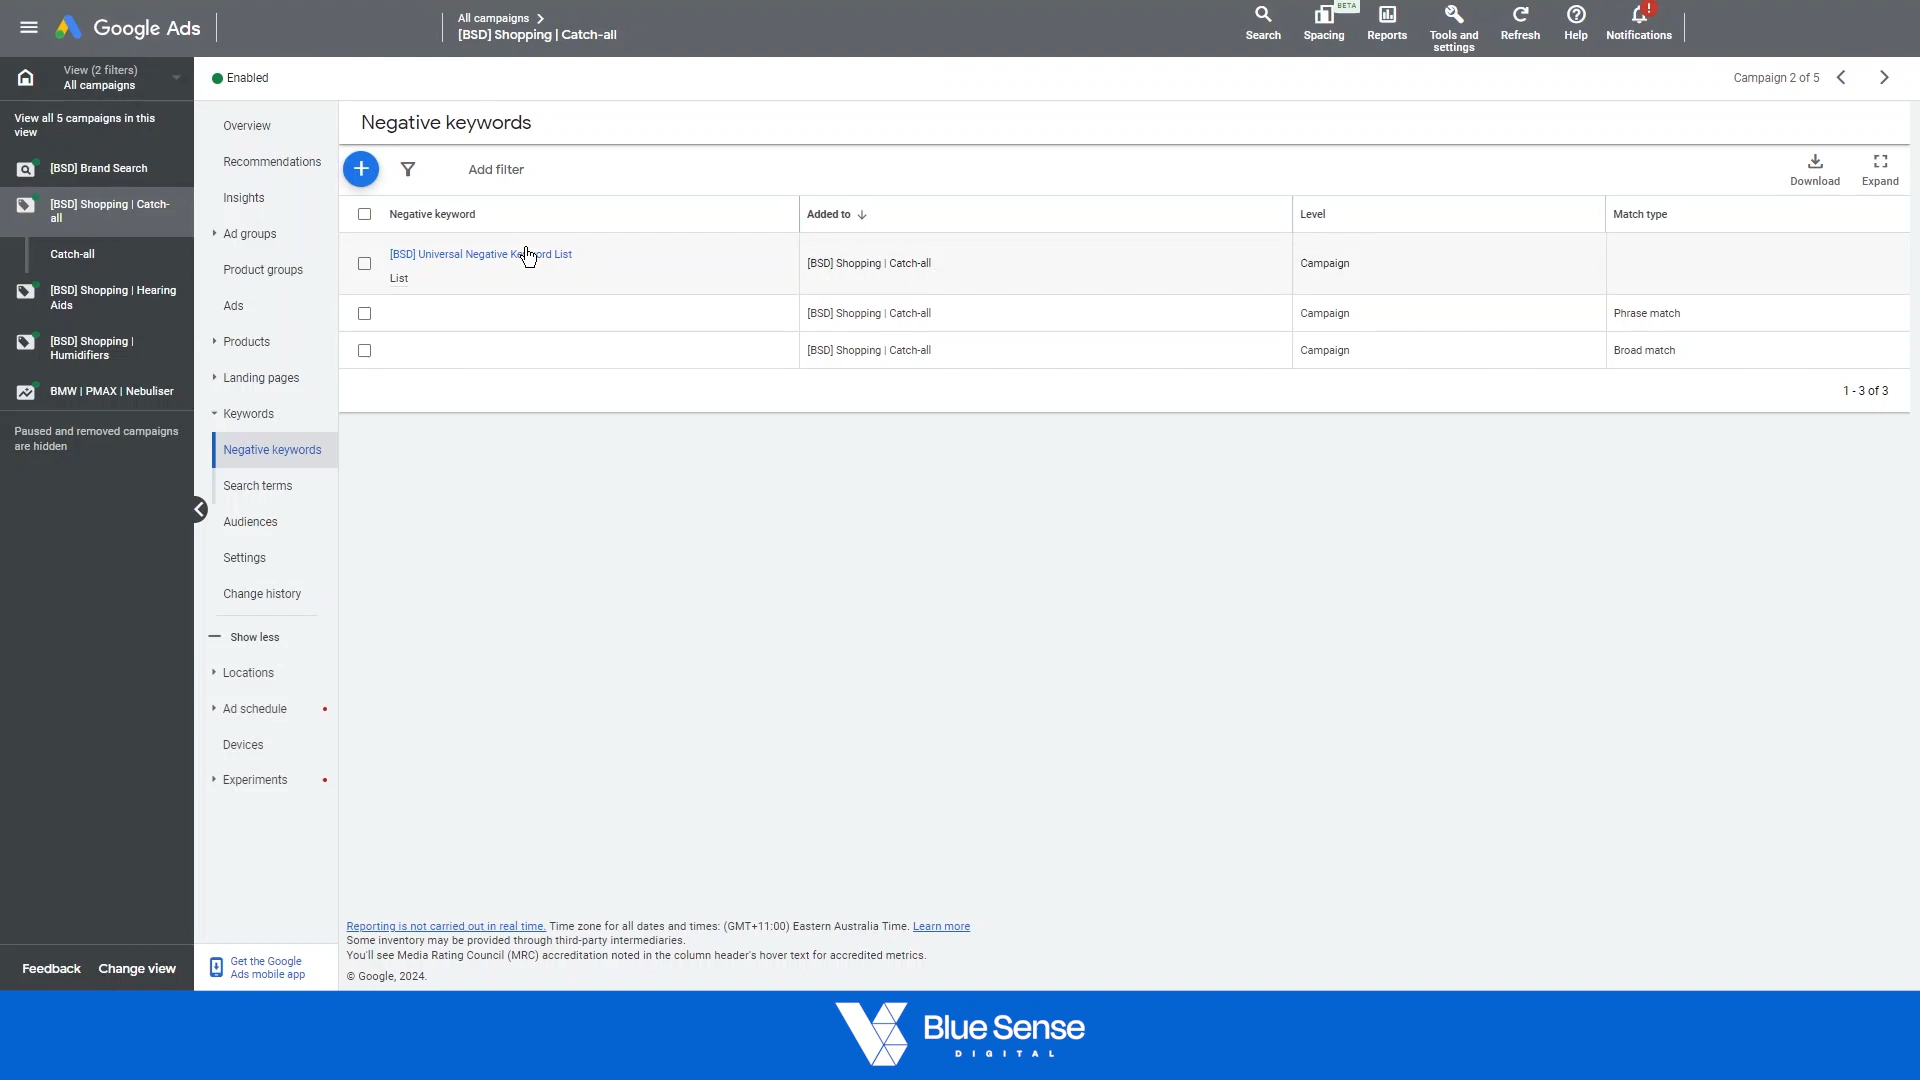 Google Ads
All campaigns
[BSD] Shopping | Catch-all
Search
BETA
Spacing
Reports
Tools and
settings
Refresh
Help
!
Notifications
View (2 filters)
All campaigns
Enabled
Campaign 2 of 5
View all 5 campaigns in this
view
[BSD] Brand Search
[BSD] Shopping | Catch-
all
Catch-all
[BSD] Shopping | Hearing
Aids
[BSD] Shopping |
Humidifiers
BMW | PMAX | Nebuliser
Paused and removed campaigns
are hidden
Feedback
Change view
Overview
Recommendations
Insights
Ad groups
Product groups
Ads
Products
Landing pages
Keywords
Negative keywords
Search terms
Audiences
Settings
Change history
Show less
Locations
Ad schedule
Devices
Experiments
Get the Google
Ads mobile app
Negative keywords
Add filter
Download
Expand
Negative keyword
Added to
Level
Match type
[BSD] Universal Negative Keyword List
List
[BSD] Shopping | Catch-all
Campaign
[BSD] Shopping | Catch-all
Campaign
Phrase match
[BSD] Shopping | Catch-all
Campaign
Broad match
1 - 3 of 3
Reporting is not carried out in real time. Time zone for all dates and times: (GMT+11:00) Eastern Australia Time. Learn more
Some inventory may be provided through third-party intermediaries.
You'll see Media Rating Council (MRC) accreditation noted in the column header's hover text for accredited metrics.
© Google, 2024.
Blue Sense
DIGITAL